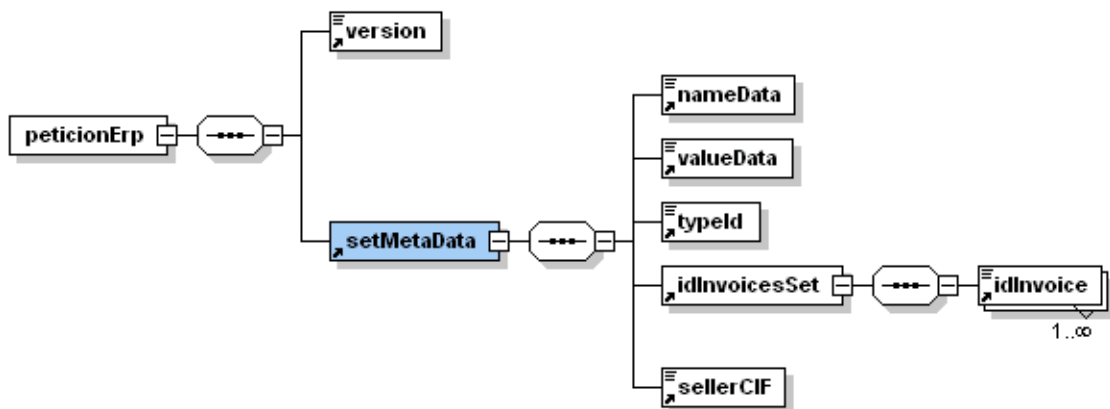 version
peticionErp
nameData
valueData
typeId
setMetaData
idInvoicesSet
idInvoice
1..∞
sellerCIF